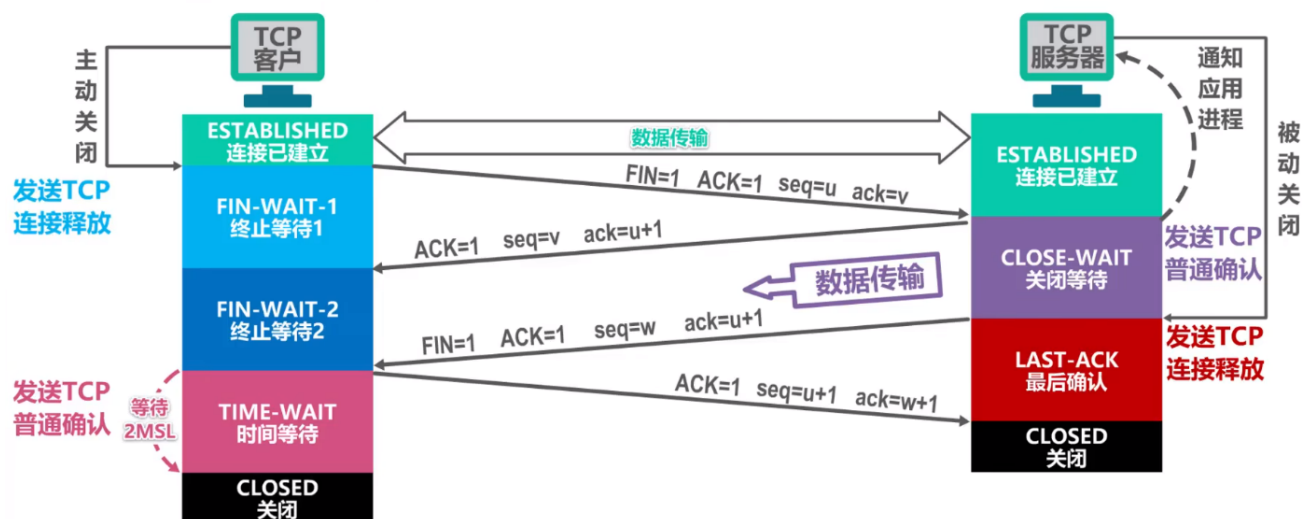 TCP
客户
TCP
服务器
主动关闭
通知
应用
进程
被动关闭
ESTABLISHED
连接已建立
数据传输
ESTABLISHED
连接已建立
发送TCP
连接释放
FIN=1 ACK=1 seq=u ack=v
FIN-WAIT-1
终止等待1
ACK=1 seq=v ack=u+1
CLOSE-WAIT
关闭等待
发送TCP
普通确认
数据传输
FIN-WAIT-2
终止等待2
FIN=1 ACK=1 seq=w ack=u+1
发送TCP
连接释放
LAST-ACK
最后确认
发送TCP
普通确认
等待
2MSL
TIME-WAIT
时间等待
ACK=1 seq=u+1 ack=w+1
CLOSED
关闭
CLOSED
关闭